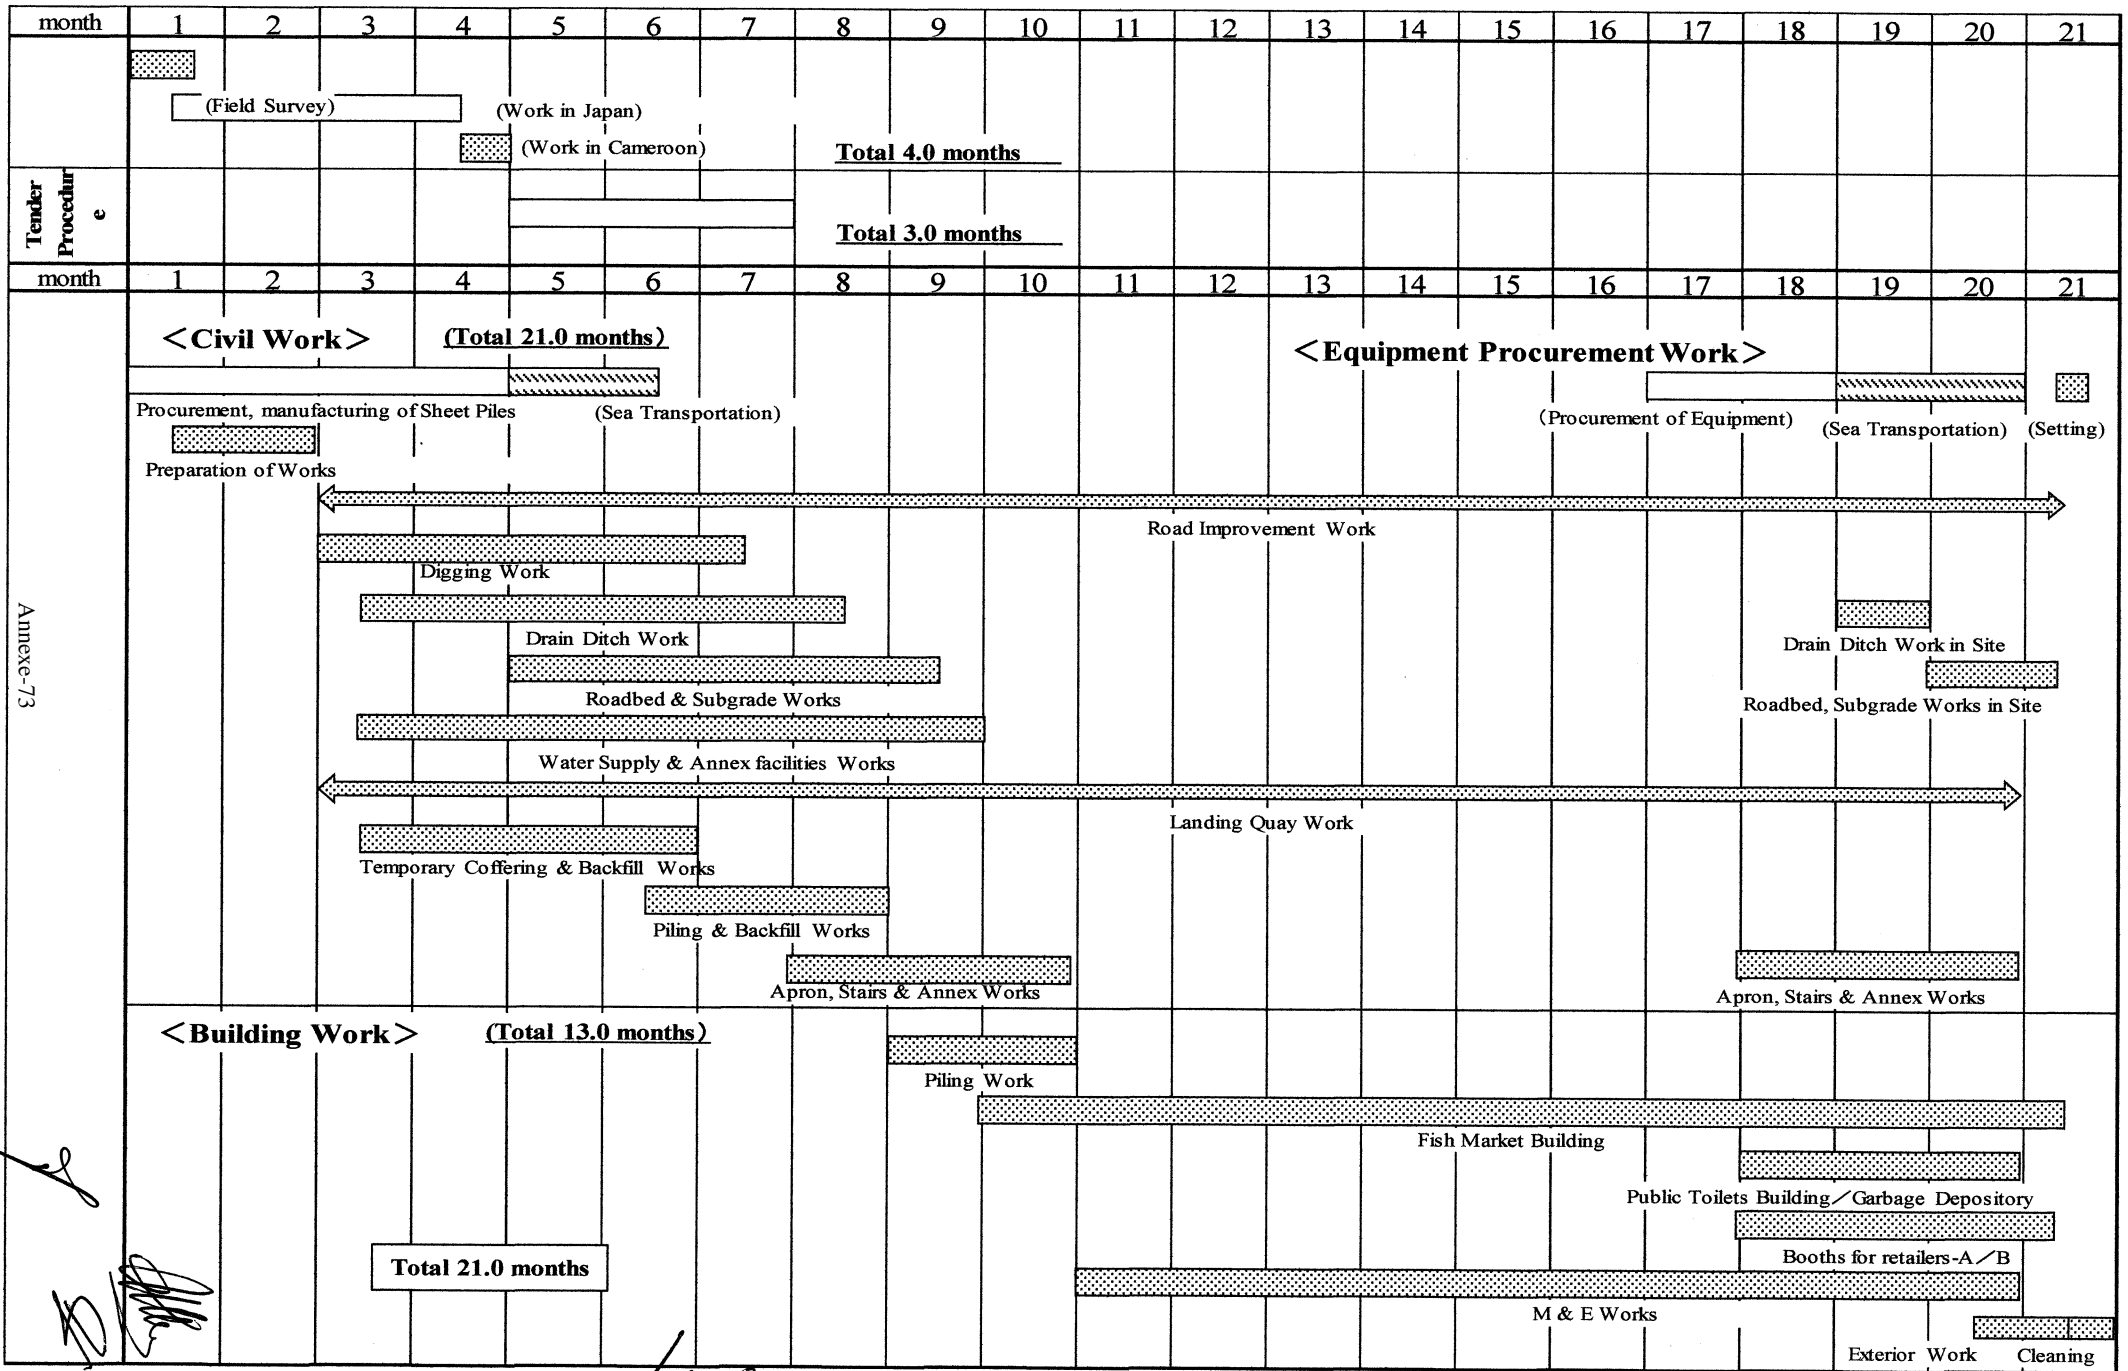 month 1 2 3 4 5 6 7 8 9 10 11 12 13 14 15 16 17 18 19 20 21
(Field Survey)
(Work in Japan)
(Work in Cameroon)
Total 4.0 months
Tender
Procedur
e
Total 3.0 months
month 1 2 3 4 5 6 7 8 9 10 11 12 13 14 15 16 17 18 19 20 21
<Civil Work> (Total 21.0 months)
<Equipment Procurement Work>
Procurement, manufacturing of Sheet Piles (Sea Transportation)
(Procurement of Equipment) (Sea Transportation) (Setting)
Preparation of Works
Road Improvement Work
Digging Work
Drain Ditch Work
Drain Ditch Work in Site
Roadbed & Subgrade Works
Roadbed, Subgrade Works in Site
Water Supply & Annex facilities Works
Landing Quay Work
Temporary Coffering & Backfill Works
Piling & Backfill Works
Apron, Stairs & Annex Works
Apron, Stairs & Annex Works
<Building Work> (Total 13.0 months)
Piling Work
Fish Market Building
Public Toilets Building／Garbage Depository
Booths for retailers-A／B
Total 21.0 months
M & E Works
Exterior Work Cleaning
Annexe-73